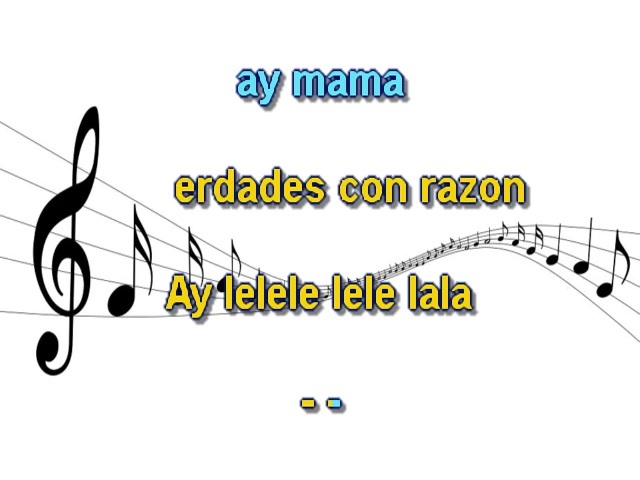 ay mama
erdades con razon
Ay lelele lele lala
- -